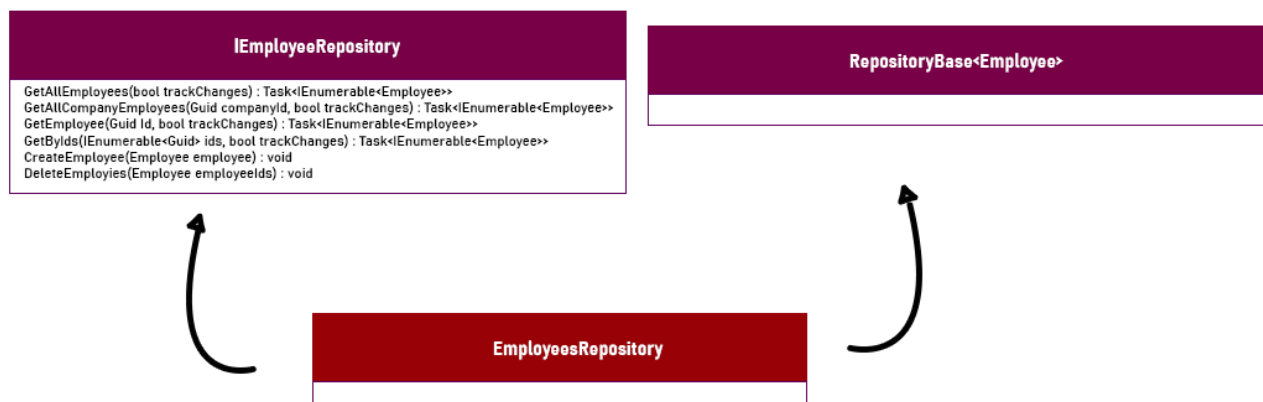 IEmployeeRepository
GetAllEmployees(bool trackChanges) : Task<IEnumerable<Employee>>
GetAllCompanyEmployees(Guid companyId, bool trackChanges) : Task<IEnumerable<Employee>>
GetEmployee(Guid Id, bool trackChanges) : Task<IEnumerable<Employee>>
GetByIds(IEnumerable<Guid> ids, bool trackChanges) : Task<IEnumerable<Employee>>
CreateEmployee(Employee employee) : void
DeleteEmployies(Employee employeeIds) : void
RepositoryBase<Employee>
EmployeesRepository